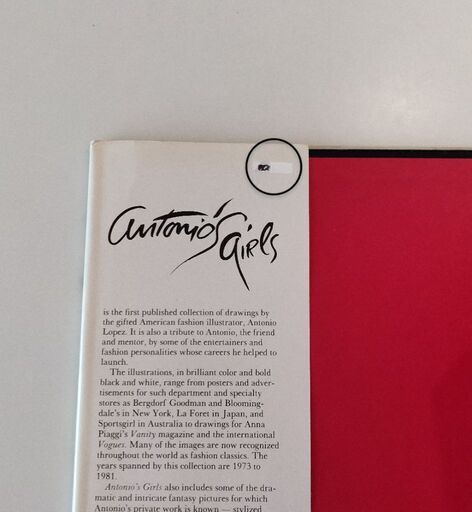 Antonio's Girls
is the first published collection of drawings by
the gifted American fashion illustrator, Antonio
Lopez. It is also a tribute to Antonio, the friend
and mentor, by some of the entertainers and
fashion personalities whose careers he helped to
launch.
The illustrations, in brilliant color and bold
black and white, range from posters and adver-
tisements for such department and specialty
stores as Bergdorf Goodman and Blooming-
dale's in New York, La Foret in Japan, and
Sportsgirl in Australia to drawings for Anna
Piaggi's Vanity magazine and the international
Vogues. Many of the images are now recognized
throughout the world as fashion classics. The
years spanned by this collection are 1973 to
1981.
Antonio's Girls also includes some of the dra-
matic and intricate fantasy pictures for which
Antonio's private work is known — stylized